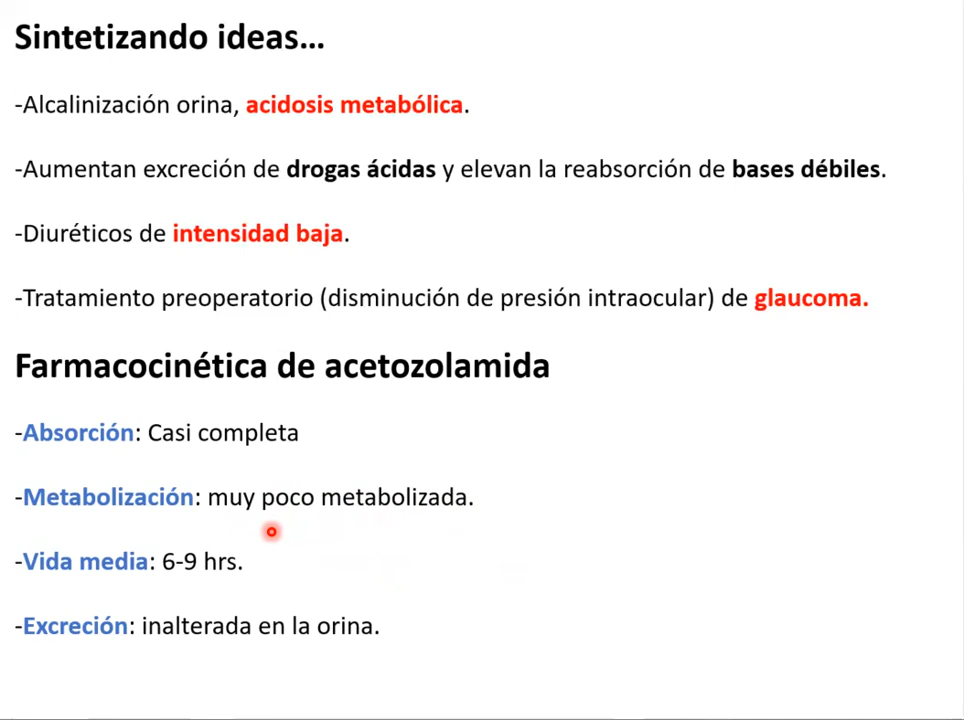 Sintetizando ideas...
-Alcalinización orina, acidosis metabólica.
-Aumentan excreción de drogas ácidas y elevan la reabsorción de bases débiles.
-Diuréticos de intensidad baja.
-Tratamiento preoperatorio (disminución de presión intraocular) de glaucoma.
Farmacocinética de acetozolamida
-Absorción: Casi completa
-Metabolización: muy poco metabolizada.
-Vida media: 6-9 hrs.
-Excreción: inalterada en la orina.